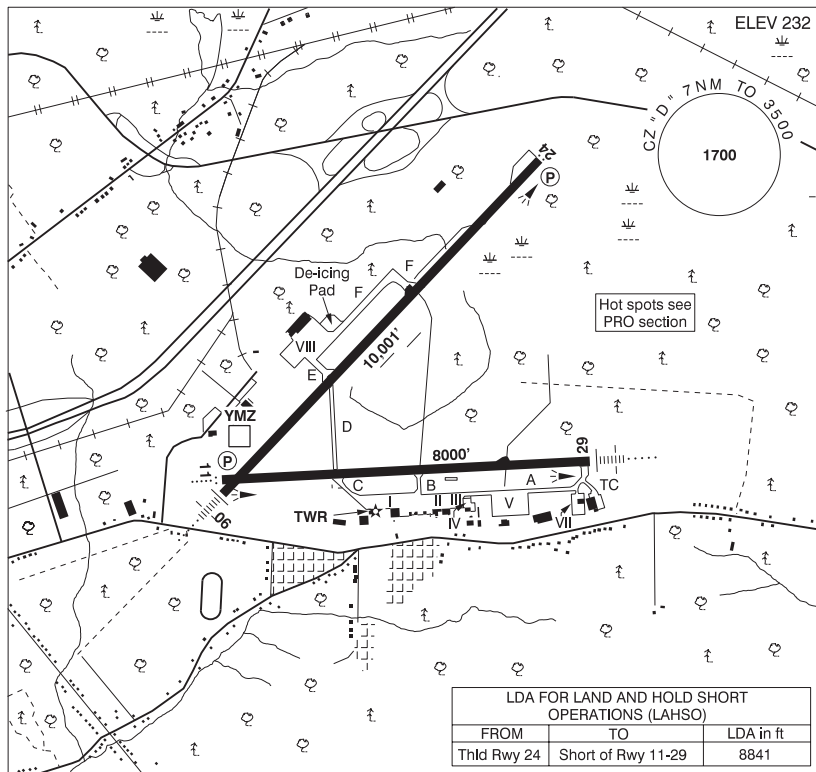 ELEV 232
CZ "D" 7NM TO 3500
1700
24
P
De-icing
Pad
F
F
Hot spots see
PRO section
VIII
10,001'
E
YMZ
D
P
8000'
29
11
C
B
A
TC
06
TWR
I
II
III
IV
V
VII
LDA FOR LAND AND HOLD SHORT
OPERATIONS (LAHSO)
FROM TO LDA in ft
Thld Rwy 24 Short of Rwy 11-29 8841